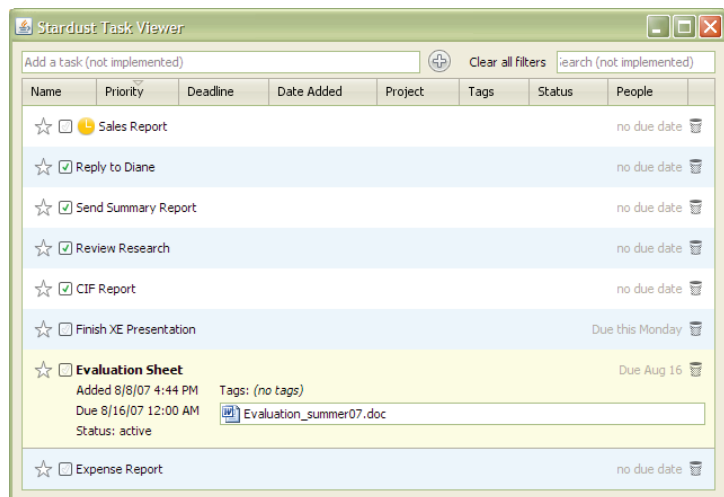 Stardust Task Viewer
Add a task (not implemented) Clear all filters earch (not implemented)
Name Priority Deadline Date Added Project Tags Status People
Sales Report no due date
Reply to Diane no due date
Send Summary Report no due date
Review Research no due date
CIF Report no due date
Finish XE Presentation Due this Monday
Evaluation Sheet Due Aug 16
Added 8/8/07 4:44 PM Tags: (no tags)
Due 8/16/07 12:00 AM Evaluation_summer07.doc
Status: active
Expense Report no due date